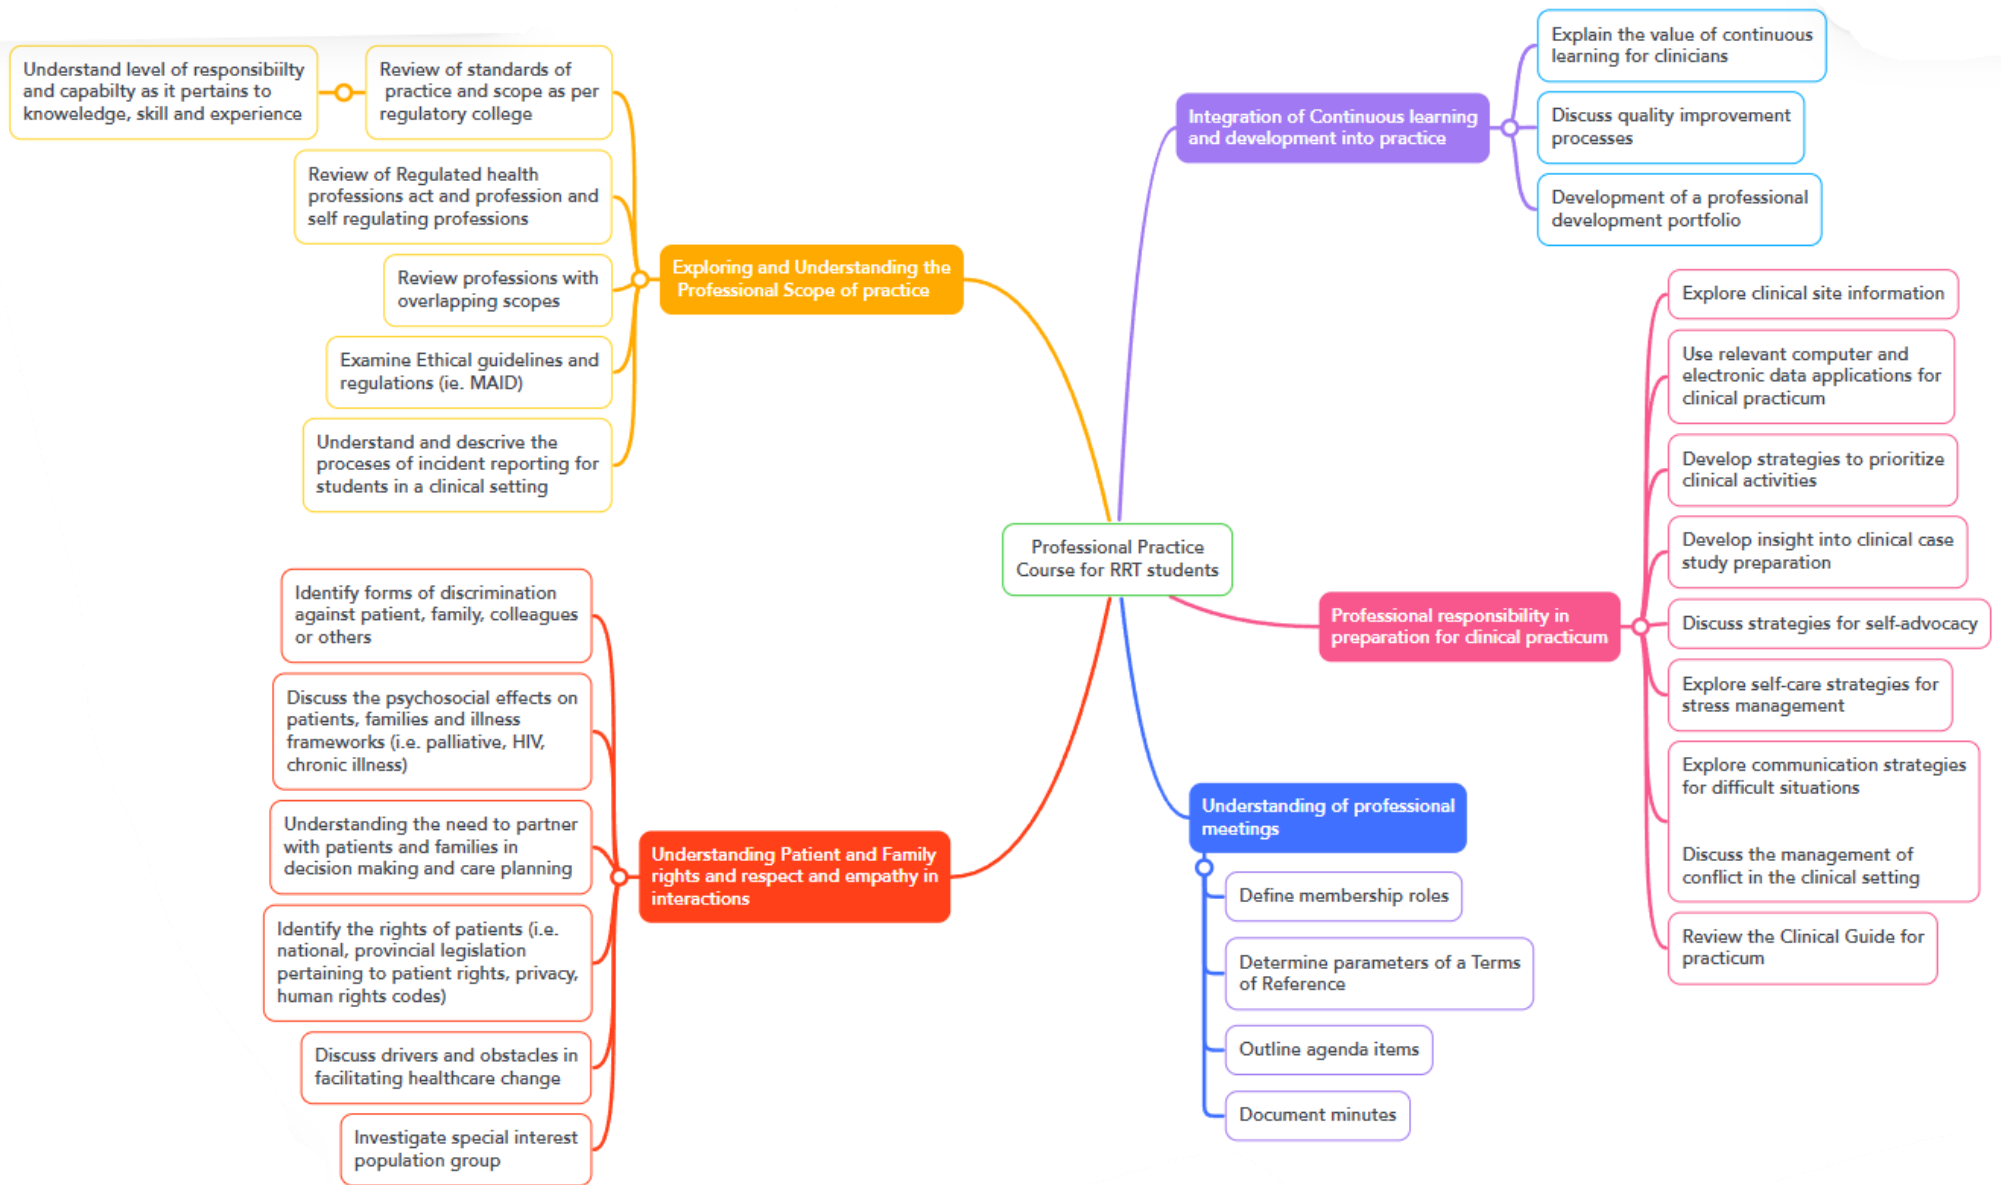 Professional Practice
Course for RRT students
Exploring and Understanding the
Professional Scope of practice
Review of standards of
practice and scope as per
regulatory college
Understand level of responsibiilty
and capabilty as it pertains to
knoweledge, skill and experience
Review of Regulated health
professions act and profession and
self regulating professions
Review professions with
overlapping scopes
Examine Ethical guidelines and
regulations (ie. MAID)
Understand and descrive the
proceses of incident reporting for
students in a clinical setting
Understanding Patient and Family
rights and respect and empathy in
interactions
Identify forms of discrimination
against patient, family, colleagues
or others
Discuss the psychosocial effects on
patients, families and illness
frameworks (i.e. palliative, HIV,
chronic illness)
Understanding the need to partner
with patients and families in
decision making and care planning
Identify the rights of patients (i.e.
national, provincial legislation
pertaining to patient rights, privacy,
human rights codes)
Discuss drivers and obstacles in
facilitating healthcare change
Investigate special interest
population group
Integration of Continuous learning
and development into practice
Explain the value of continuous
learning for clinicians
Discuss quality improvement
processes
Development of a professional
development portfolio
Professional responsibility in
preparation for clinical practicum
Explore clinical site information
Use relevant computer and
electronic data applications for
clinical practicum
Develop strategies to prioritize
clinical activities
Develop insight into clinical case
study preparation
Discuss strategies for self-advocacy
Explore self-care strategies for
stress management
Explore communication strategies
for difficult situations
Discuss the management of
conflict in the clinical setting
Review the Clinical Guide for
practicum
Understanding of professional
meetings
Define membership roles
Determine parameters of a Terms
of Reference
Outline agenda items
Document minutes